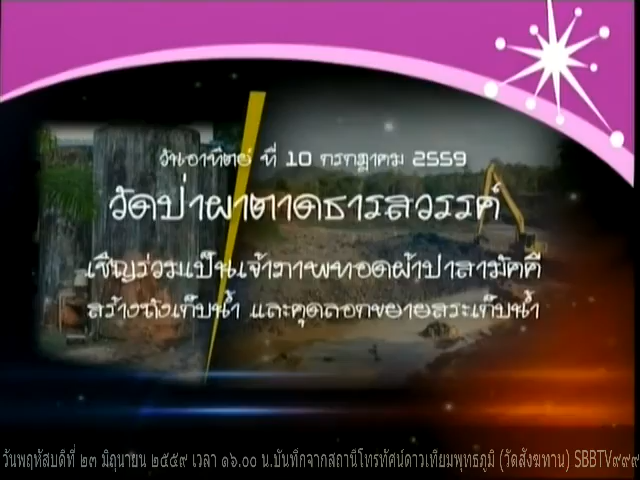 วันอาทิตย์ ที่ 10 กรกฎาคม 2559
วัดป่าผาตาดธารสวรรค์
เชิญร่วมเป็นเจ้าภาพทอดผ้าป่าสามัคคี
สร้างถังเก็บน้ำ และขุดลอกขยายสระเก็บน้ำ
วันพฤหัสบดีที่ ๒๓ มิถุนายน ๒๕๕๙ เวลา ๑๖.๐๐ น.บันทึกจากสถานีโทรทัศน์ดาวเทียมพุทธภูมิ (วัดสังฆทาน) SBBTV๙๙๙